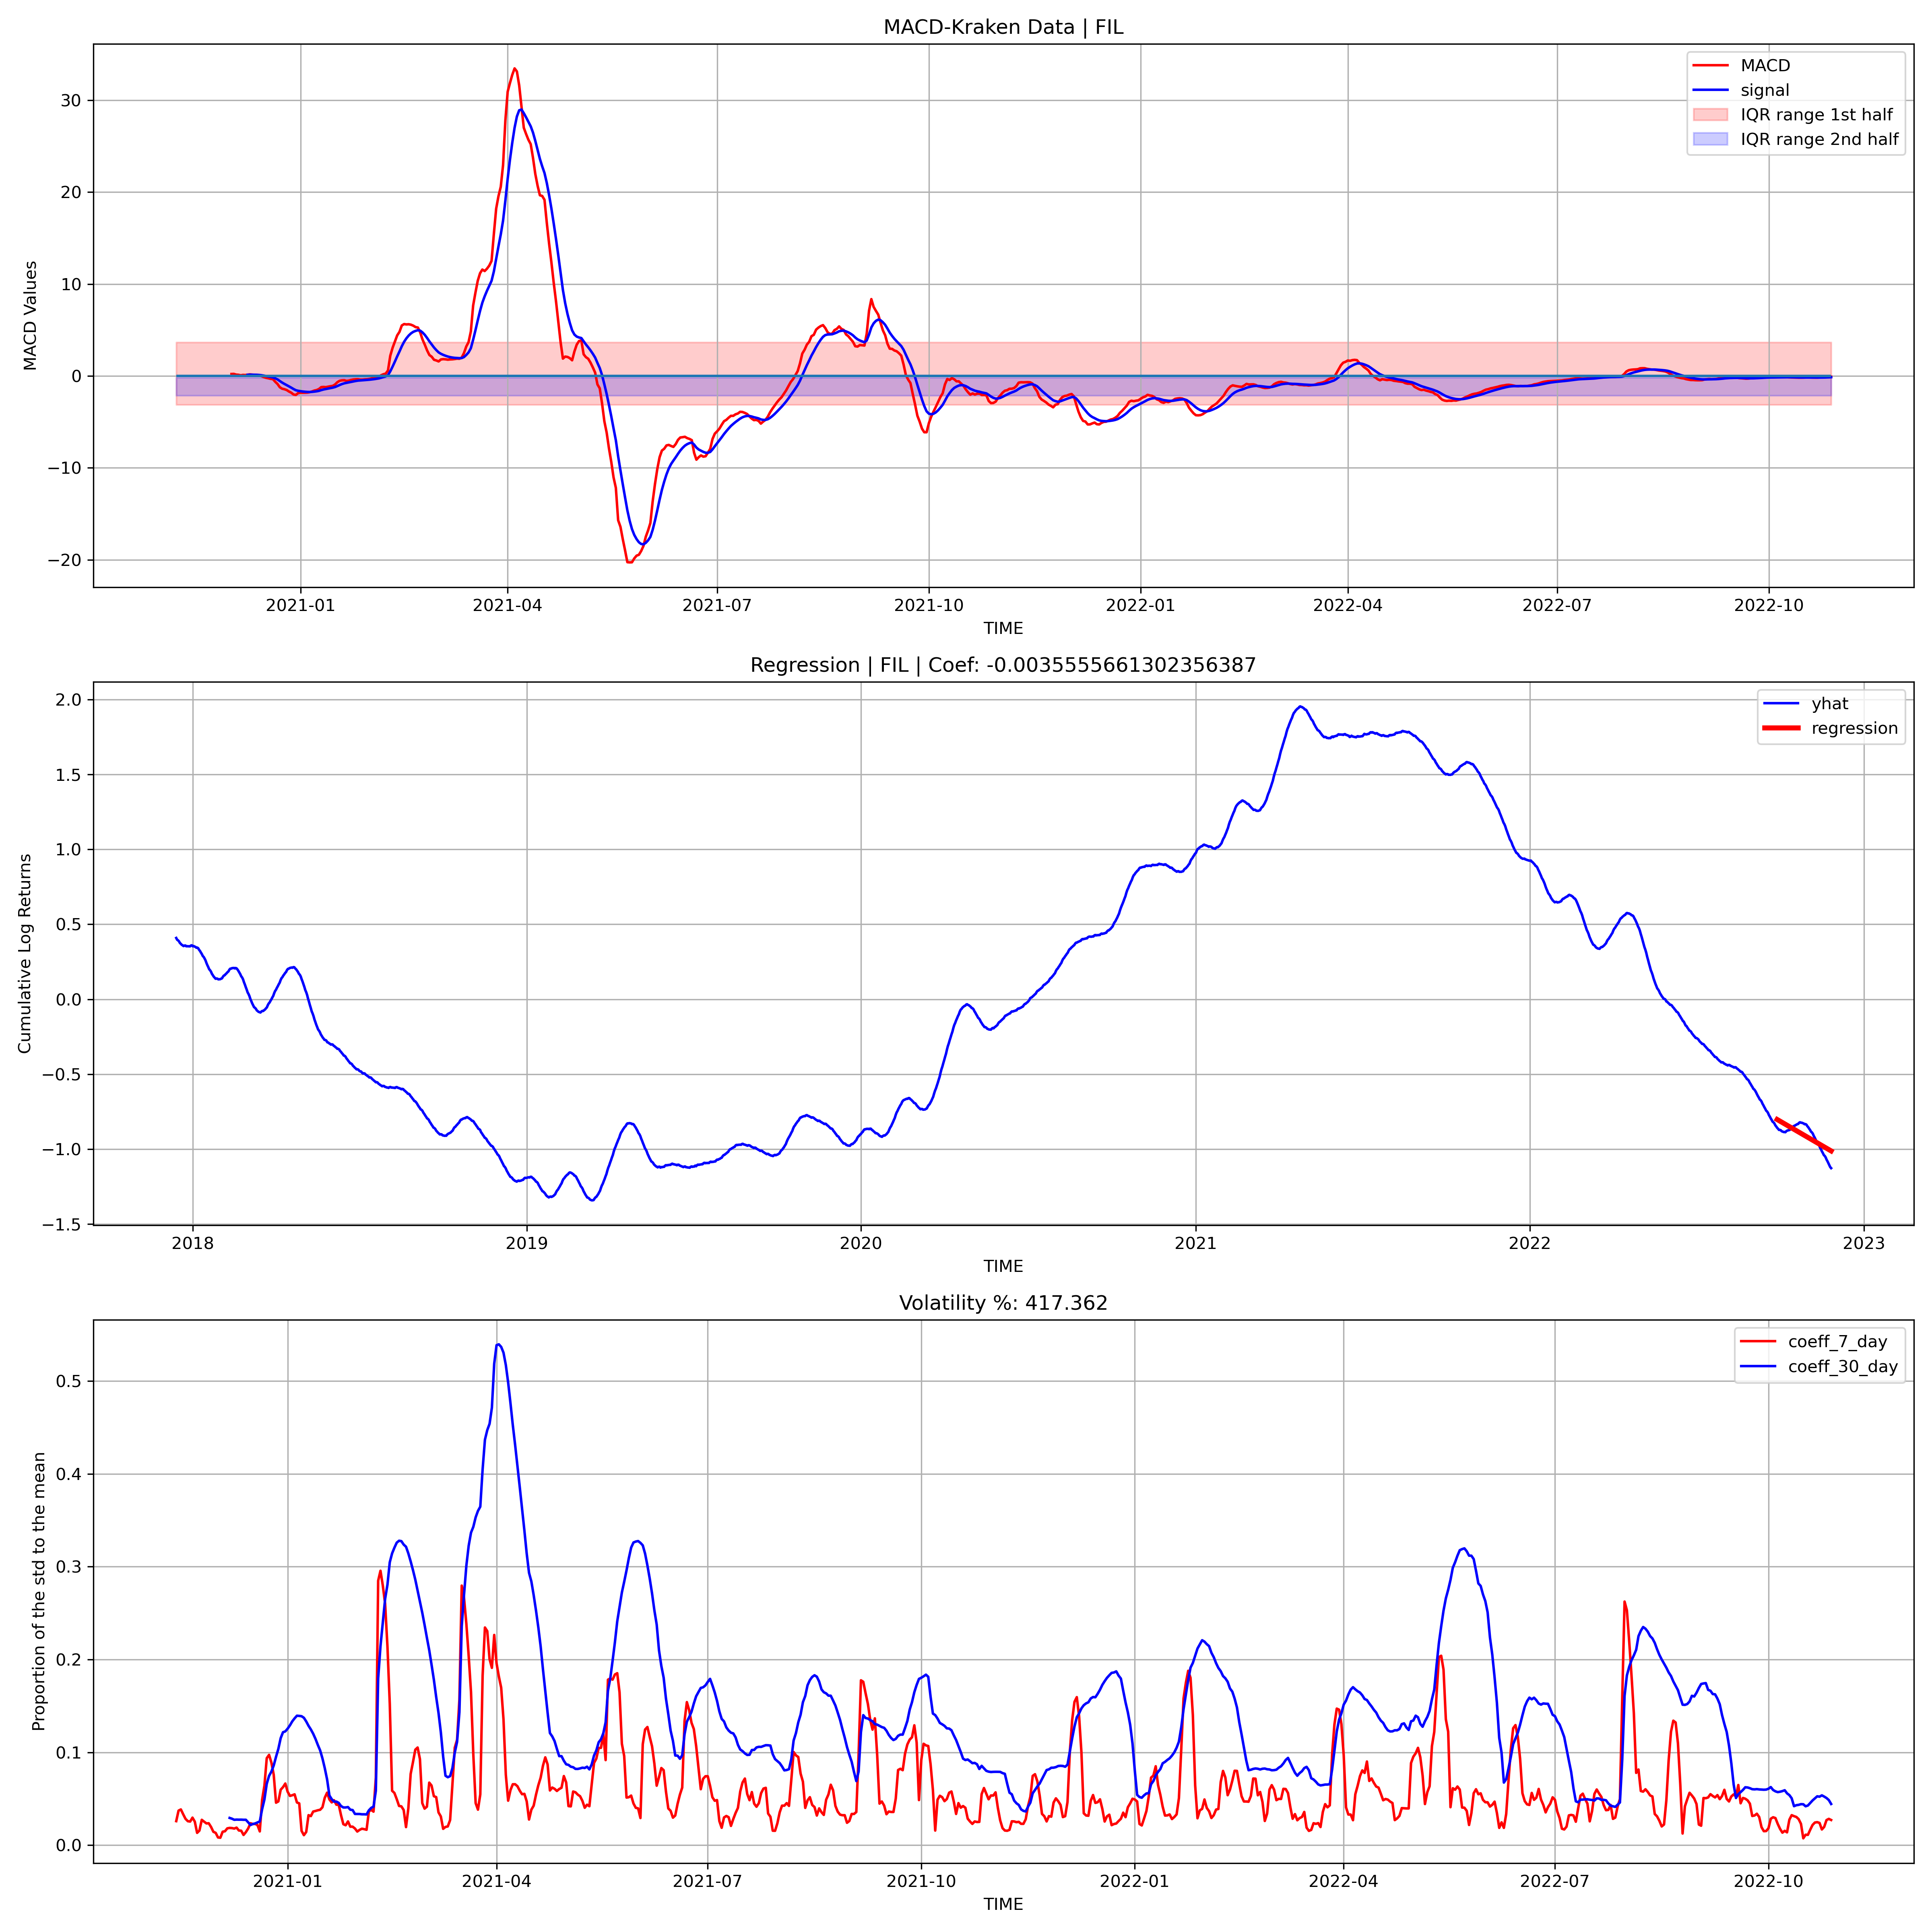 MACD-Kraken Data | FIL
MACD
signal
IQR range 1st half
IQR range 2nd half
MACD Values
30
20
10
0
−10
−20
2021-01
2021-04
2021-07
2021-10
2022-01
2022-04
2022-07
2022-10
TIME
Regression | FIL | Coef: -0.0035555661302356387
yhat
regression
Cumulative Log Returns
2.0
1.5
1.0
0.5
0.0
−0.5
−1.0
−1.5
2018
2019
2020
2021
2022
2023
TIME
Volatility %: 417.362
coeff_7_day
coeff_30_day
Proportion of the std to the mean
0.5
0.4
0.3
0.2
0.1
0.0
2021-01
2021-04
2021-07
2021-10
2022-01
2022-04
2022-07
2022-10
TIME